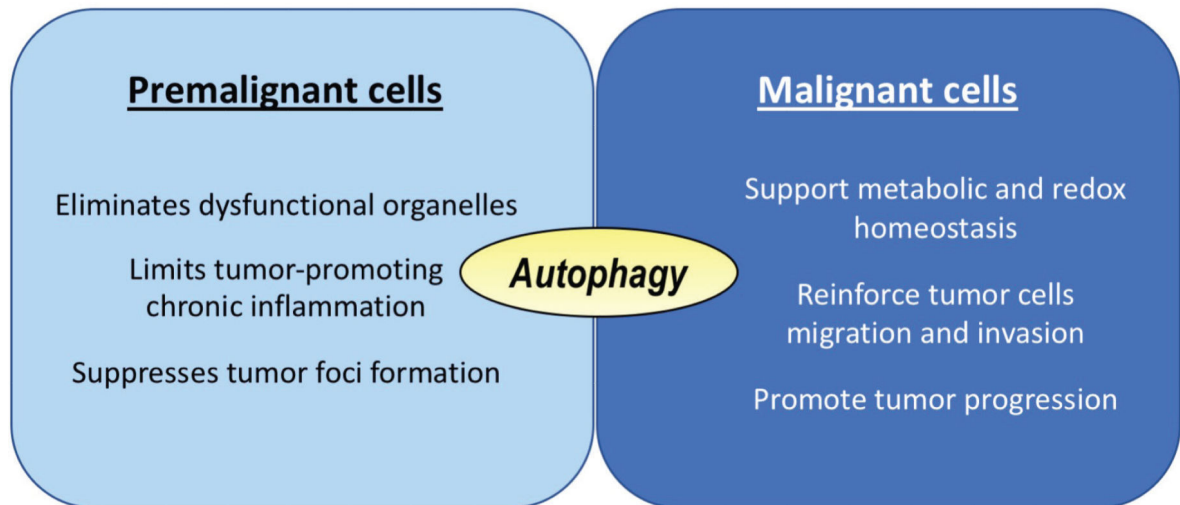 Premalignant cells
Eliminates dysfunctional organelles
Limits tumor-promoting
chronic inflammation
Suppresses tumor foci formation
Autophagy
Malignant cells
Support metabolic and redox
homeostasis
Reinforce tumor cells
migration and invasion
Promote tumor progression